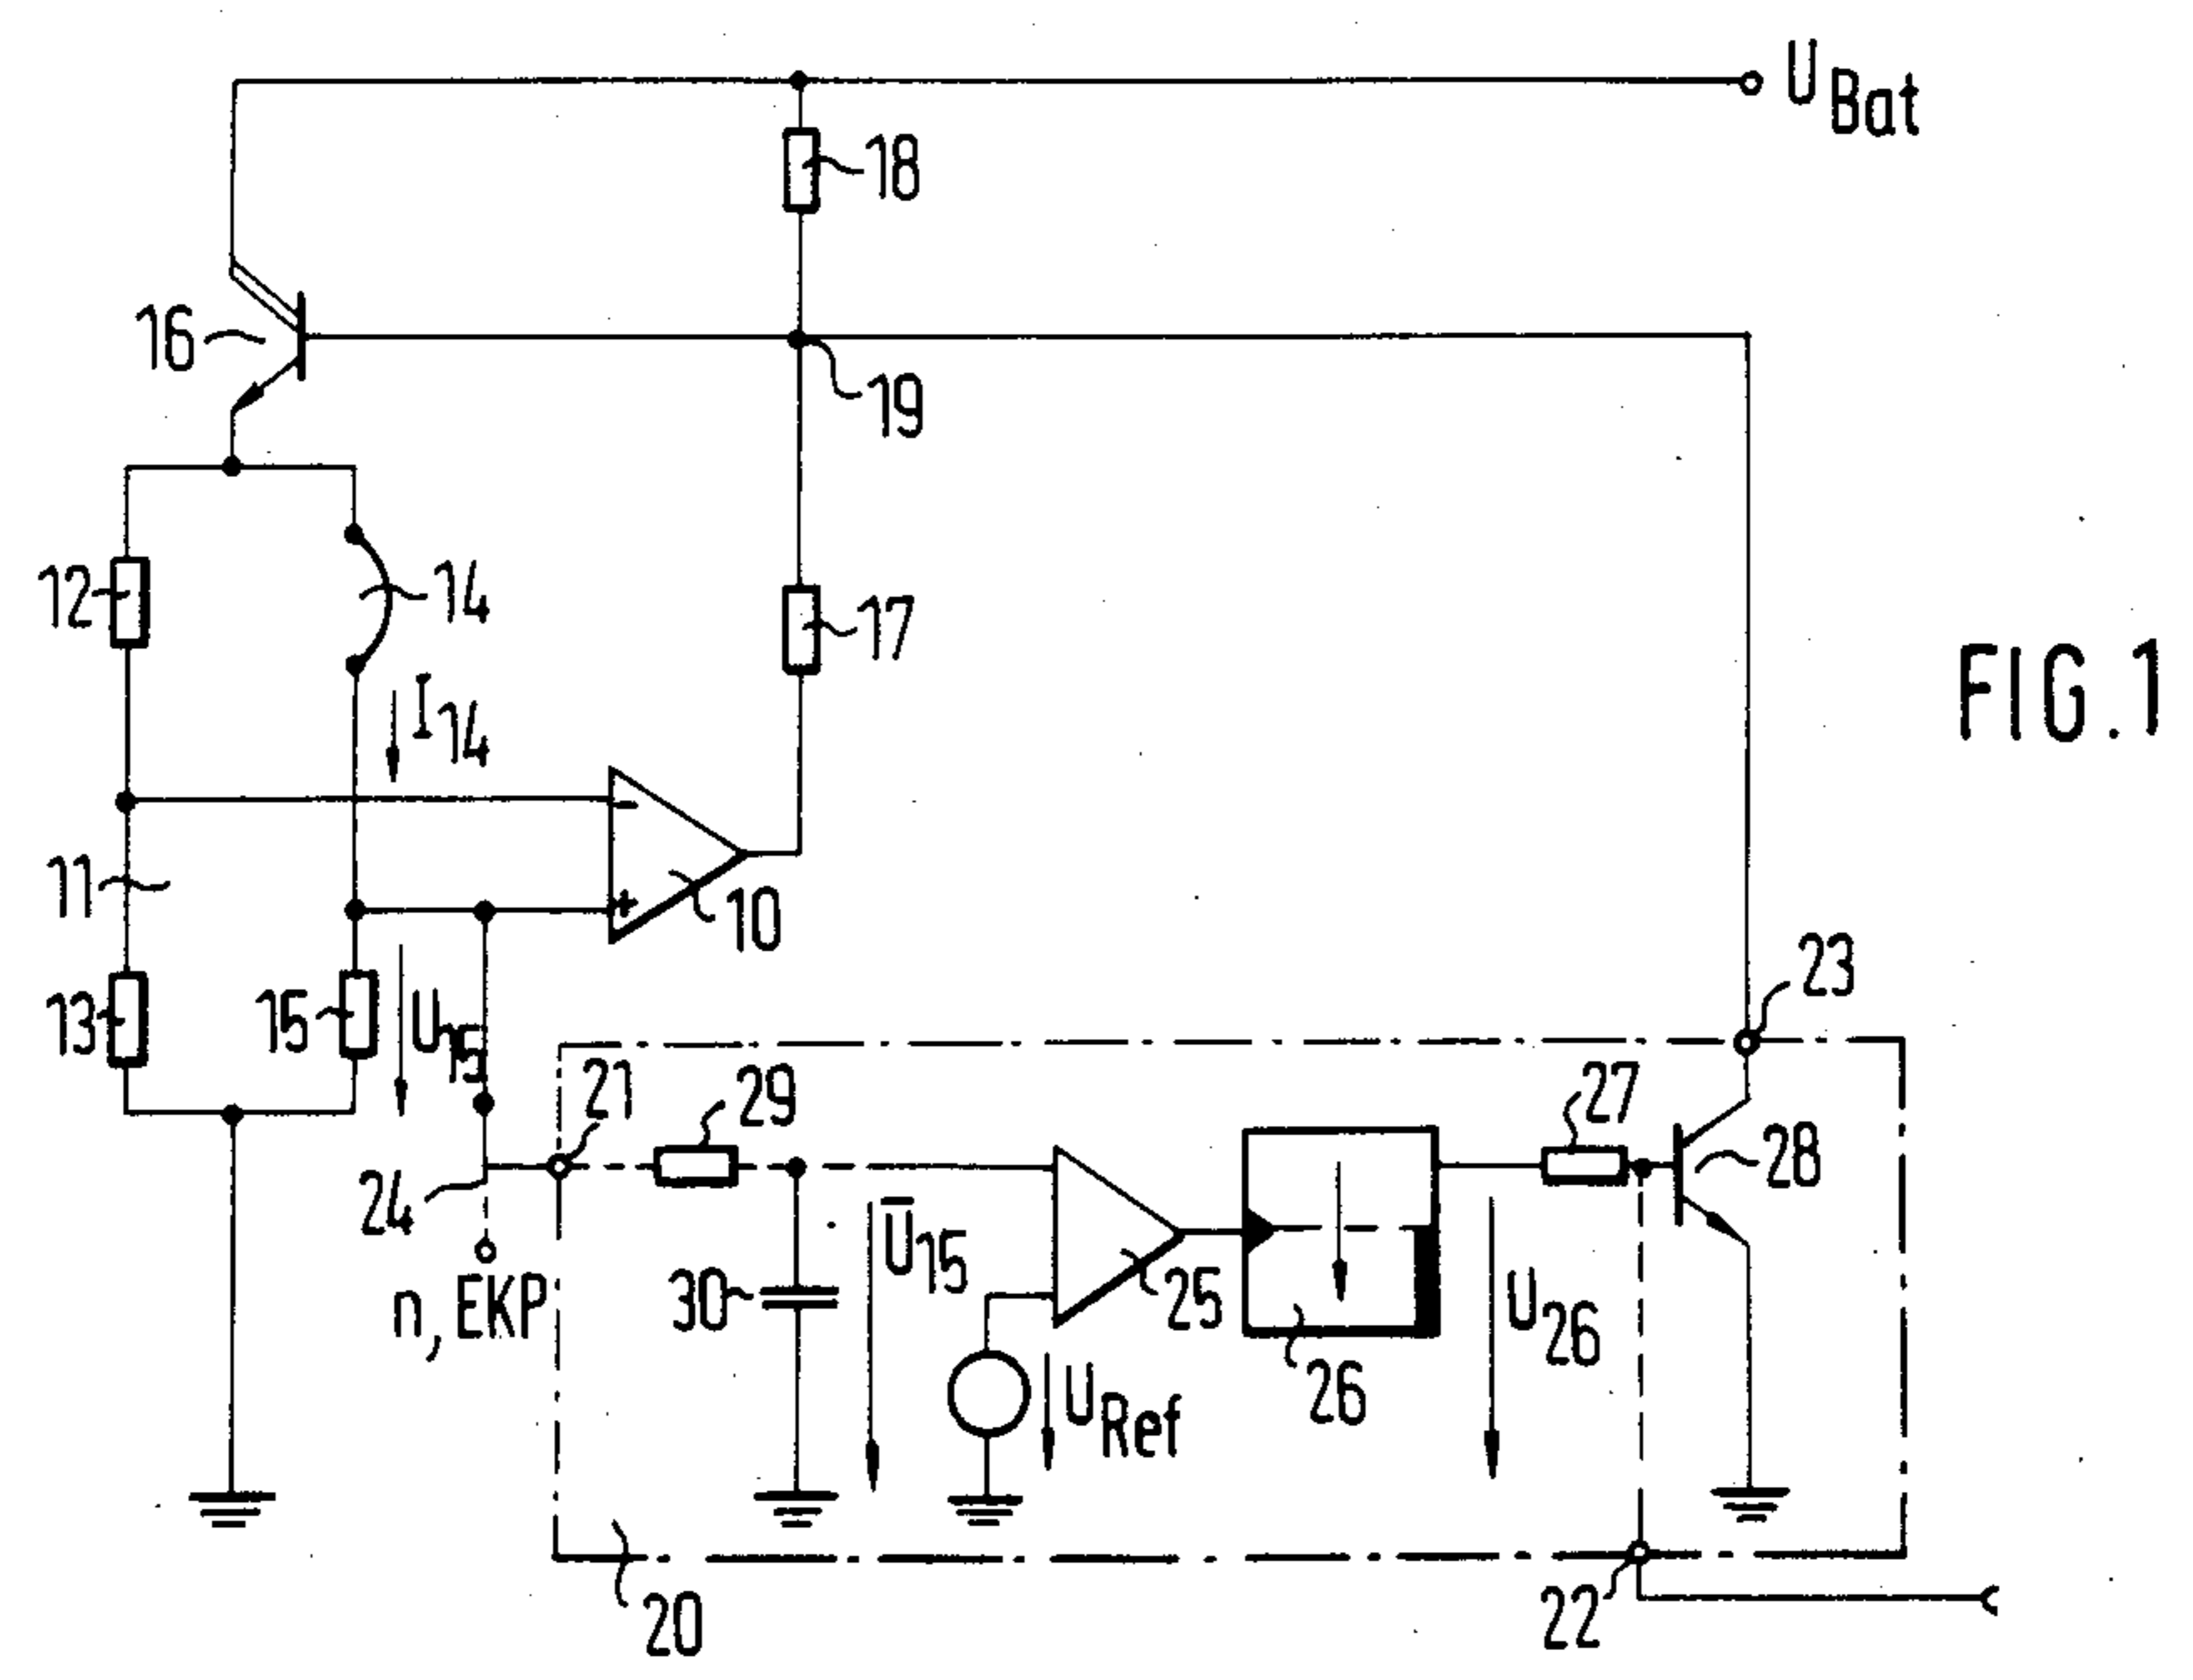 U Bat
18
16
19
12
14
17
FIG.1
I 14
11
10
23
13
15
U 15
21
29
27
28
24
U̅ 15
n, EKP
30
25
U 26
26
U Ref
20
22